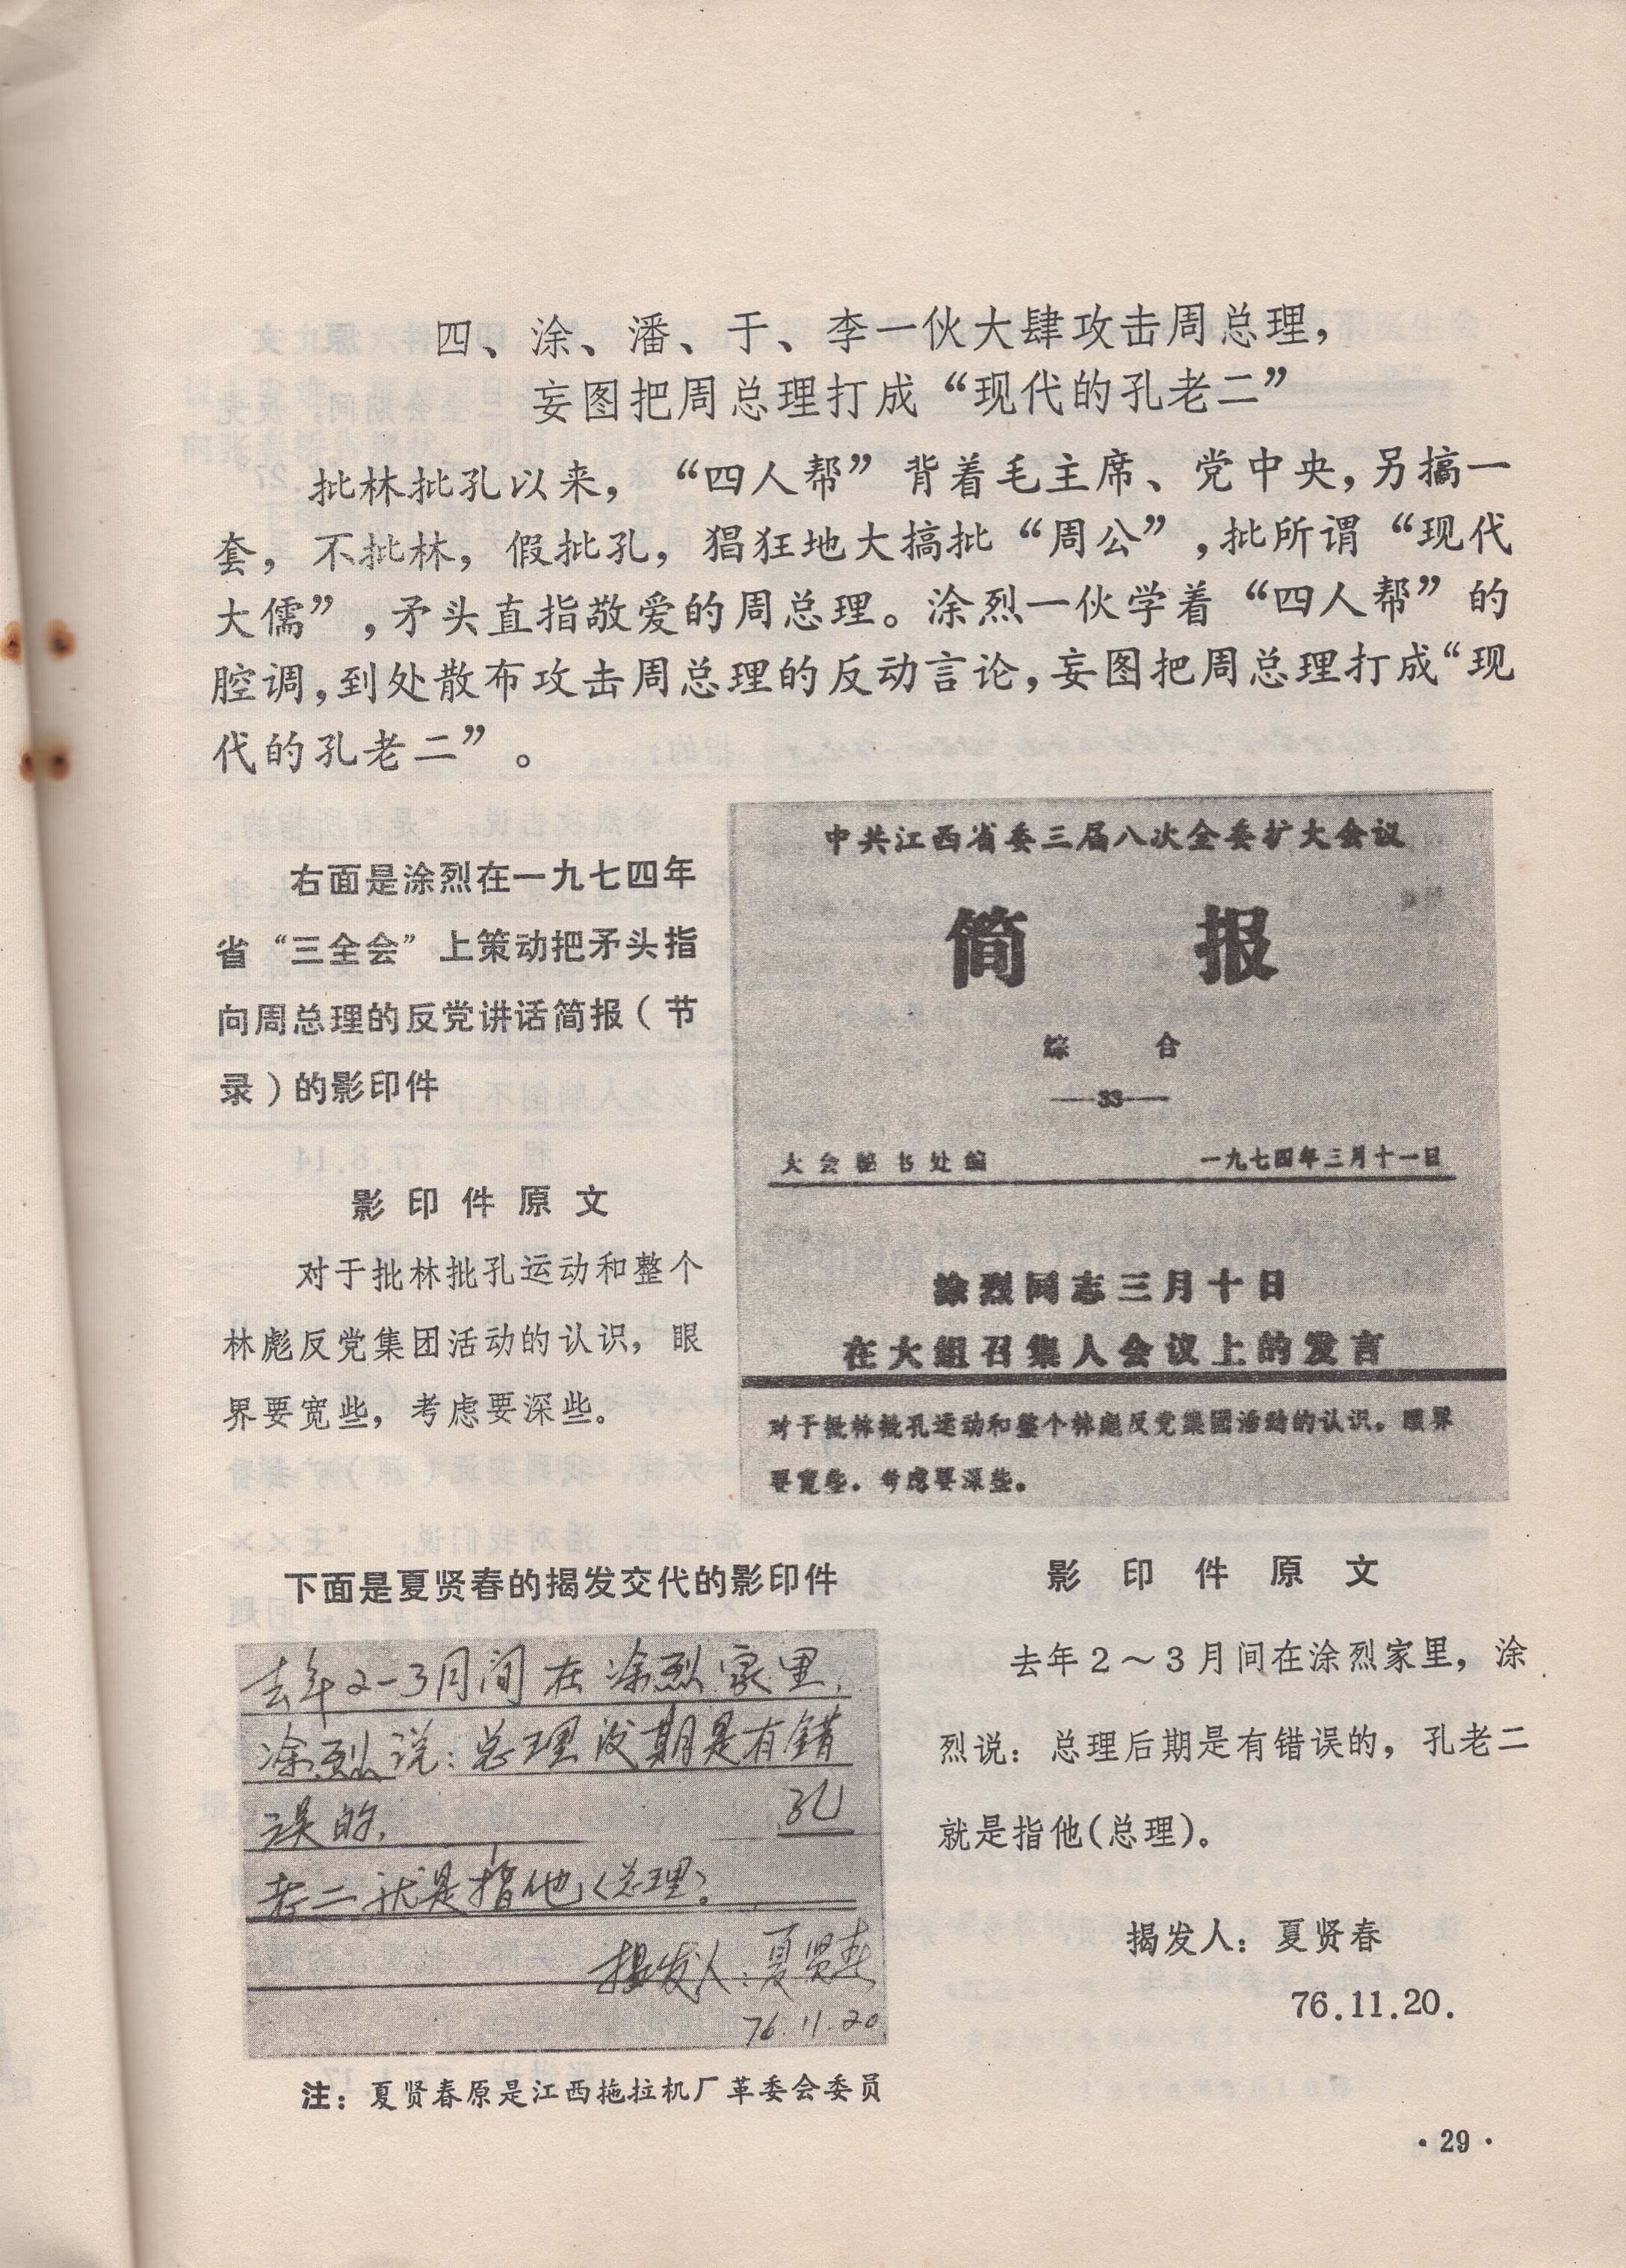 四、涂、潘、于、李一伙大肆攻击周总理，
妄图把周总理打成“现代的孔老二”
批林批孔以来，“四人帮”背着毛主席、党中央，另搞一
套，不批林，假批孔，猖狂地大搞批“周公”，批所谓“现代
大儒”，矛头直指敬爱的周总理。涂烈一伙学着“四人帮”的
腔调，到处散布攻击周总理的反动言论，妄图把周总理打成“现
代的孔老二”。
右面是涂烈在一九七四年
省“三全会”上策动把矛头指
向周总理的反党讲话简报（节
录）的影印件
影印件原文
对于批林批孔运动和整个
林彪反党集团活动的认识，眼
界要宽些，考虑要深些。
中共江西省委三届八次全委扩大会议
简 报
综 合
——33——
大会秘书处编 一九七四年三月十一日
涂烈同志三月十日
在大组召集人会议上的发言
对于批林批孔运动和整个林彪反党集团活动的认识，眼界
要宽些，考虑要深些。
下面是夏贤春的揭发交代的影印件
去年2-3月间在涂烈家里，
涂烈说：总理后期是有错
误的， 孔
老二就是指他（总理）。
揭发人：夏贤春
76.11.20
注：夏贤春原是江西拖拉机厂革委会委员
影印件原文
去年2～3月间在涂烈家里，涂
烈说：总理后期是有错误的，孔老二
就是指他（总理）。
揭发人：夏贤春
76.11.20.
·29·